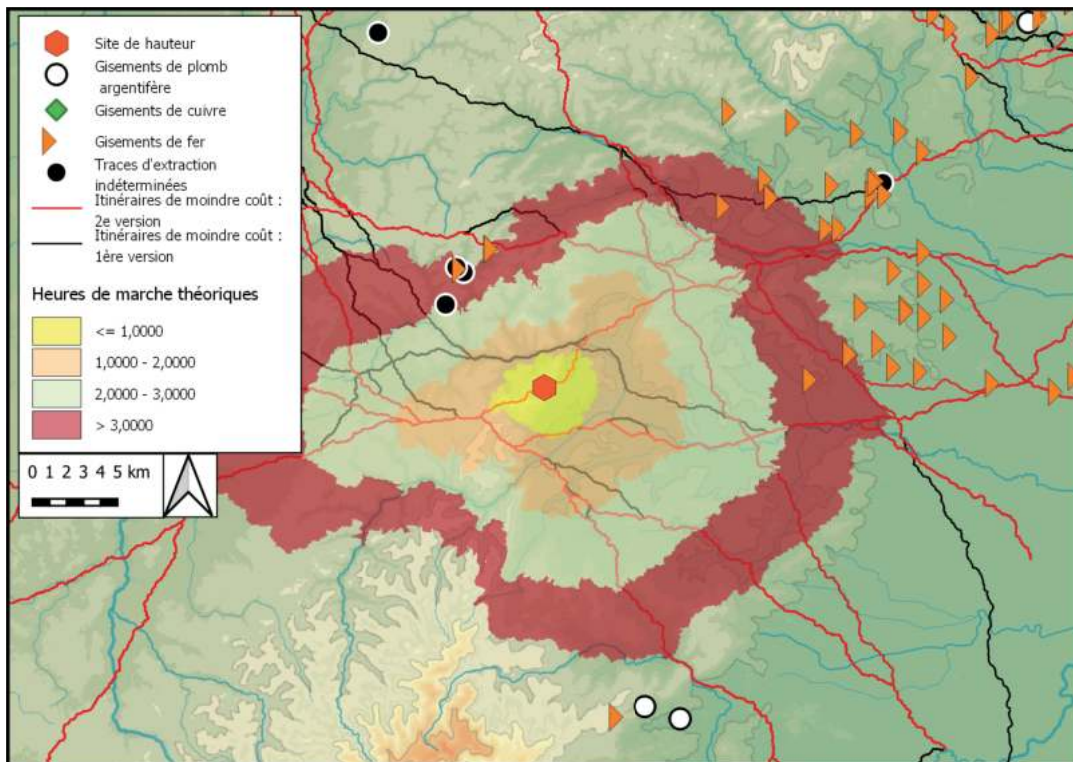 Site de hauteur
Gisements de plomb
argentifère
Gisements de cuivre
Gisements de fer
Traces d'extraction
indéterminées
Itinéraires de moindre coût :
2e version
Itinéraires de moindre coût :
1ère version
Heures de marche théoriques
<= 1,0000
1,0000 - 2,0000
2,0000 - 3,0000
> 3,0000
0 1 2 3 4 5 km